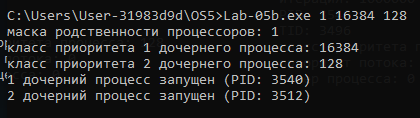 C:\Users\User-31983d9d\OS5>Lab-05b.exe 1 16384 128
маска родственности процессоров: 1
класс приоритета 1 дочернего процесса: 16384
класс приоритета 2 дочернего процесса: 128
1 дочерний процесс запущен (PID: 3540)
2 дочерний процесс запущен (PID: 3512)